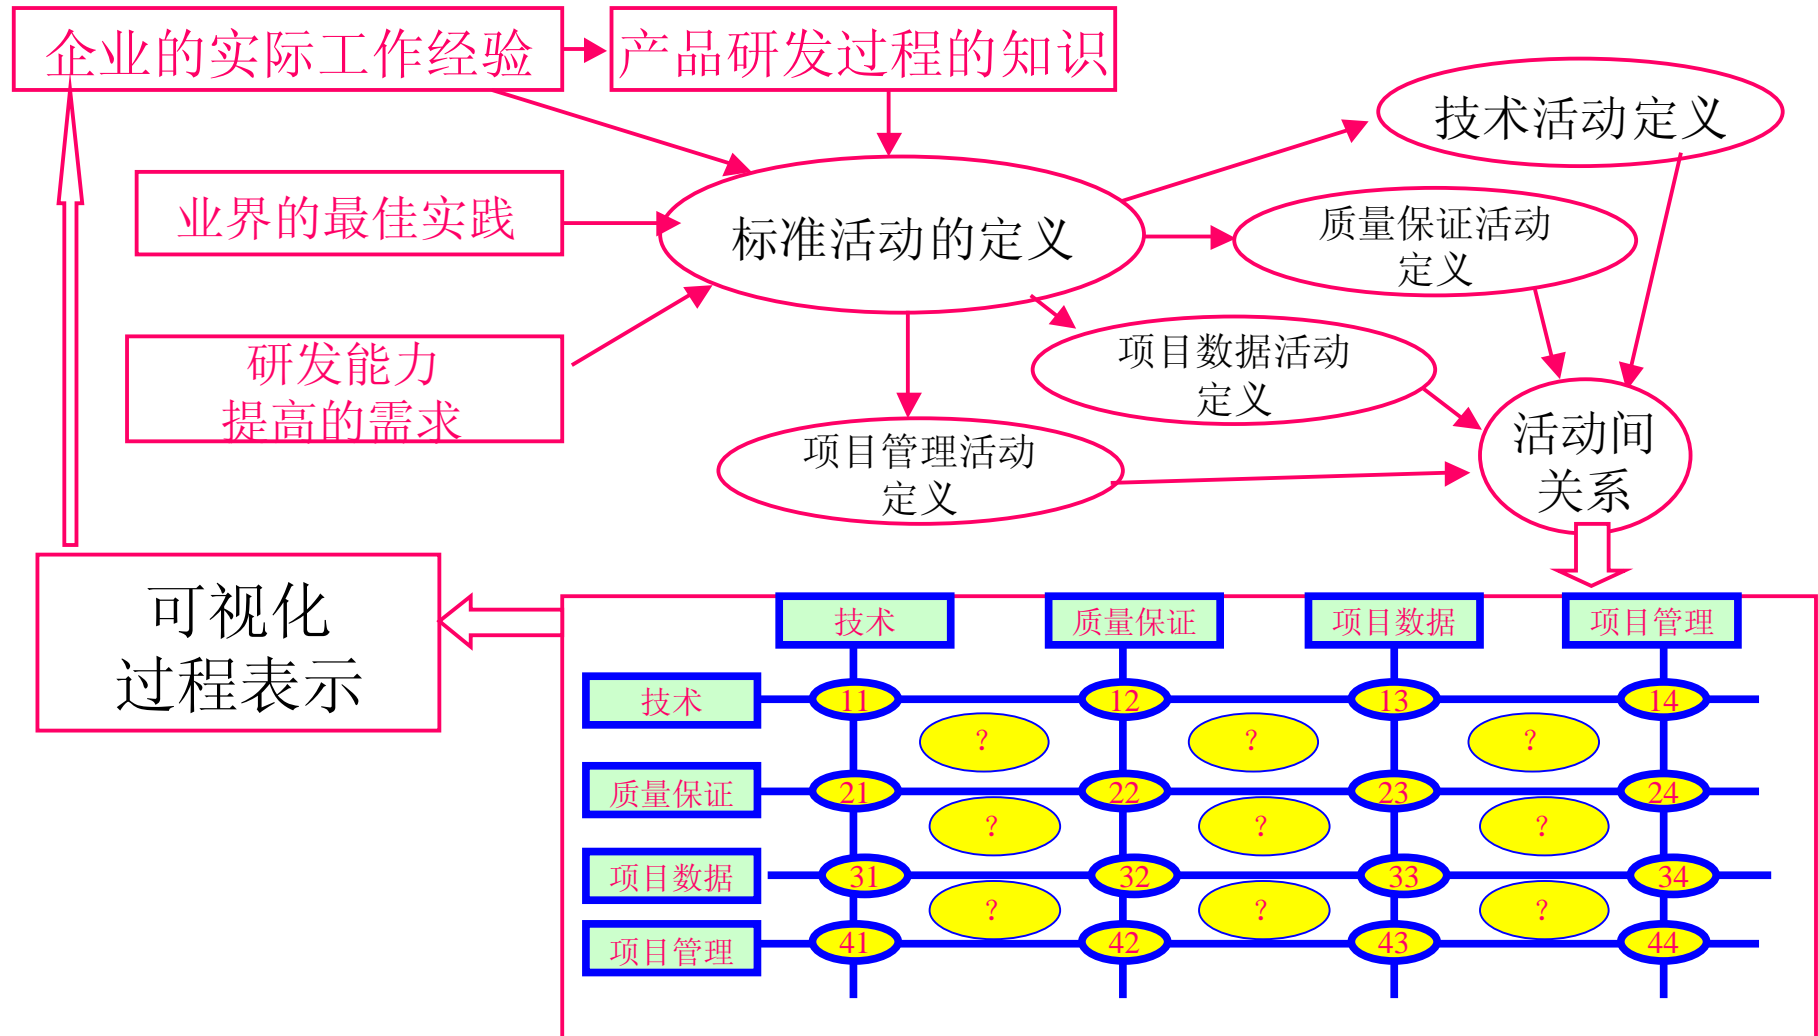 企业的实际工作经验
产品研发过程的知识
技术活动定义
业界的最佳实践
标准活动的定义
质量保证活动
定义
研发能力
提高的需求
项目数据活动
定义
项目管理活动
定义
活动间
关系
可视化
过程表示
技术
质量保证
项目数据
项目管理
技术
11
12
13
14
?
?
?
质量保证
21
22
23
24
?
?
?
项目数据
31
32
33
34
?
?
?
项目管理
41
42
43
44